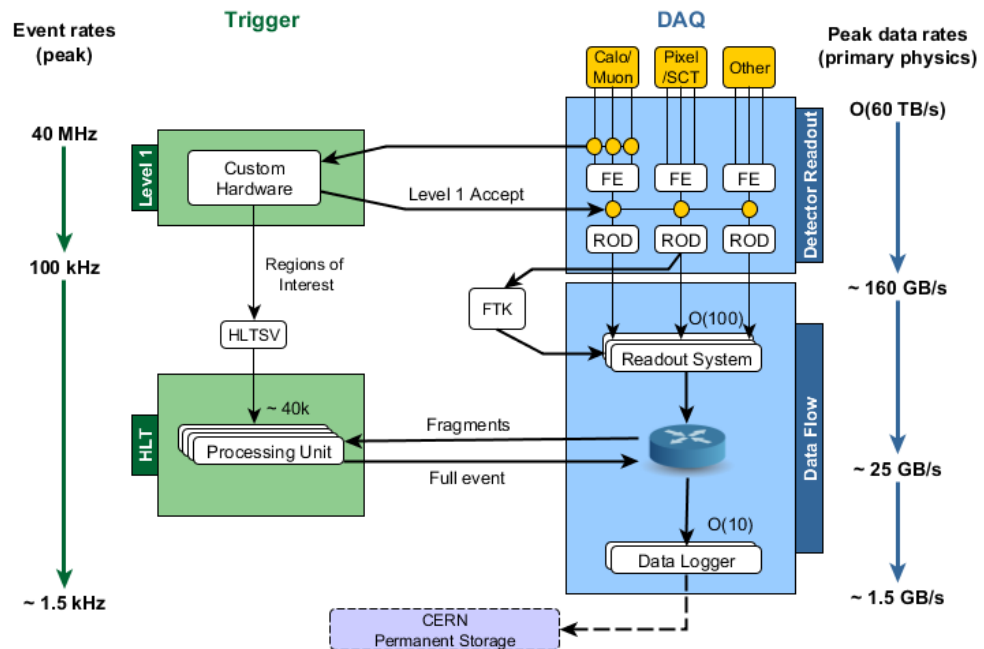 Event rates
(peak)
Trigger
DAQ
Peak data rates
(primary physics)
Calo/
Muon
Pixel
/SCT
Other
40 MHz
O(60 TB/s)
Level 1
Custom
Hardware
Level 1 Accept
FE
FE
FE
ROD
ROD
ROD
Detector Readout
100 kHz
Regions of
Interest
~ 160 GB/s
FTK
HLTSV
O(100)
Readout System
HLT
~ 40k
Processing Unit
Fragments
Full event
Data Flow
~ 25 GB/s
O(10)
Data Logger
~ 1.5 kHz
~ 1.5 GB/s
CERN
Permanent Storage